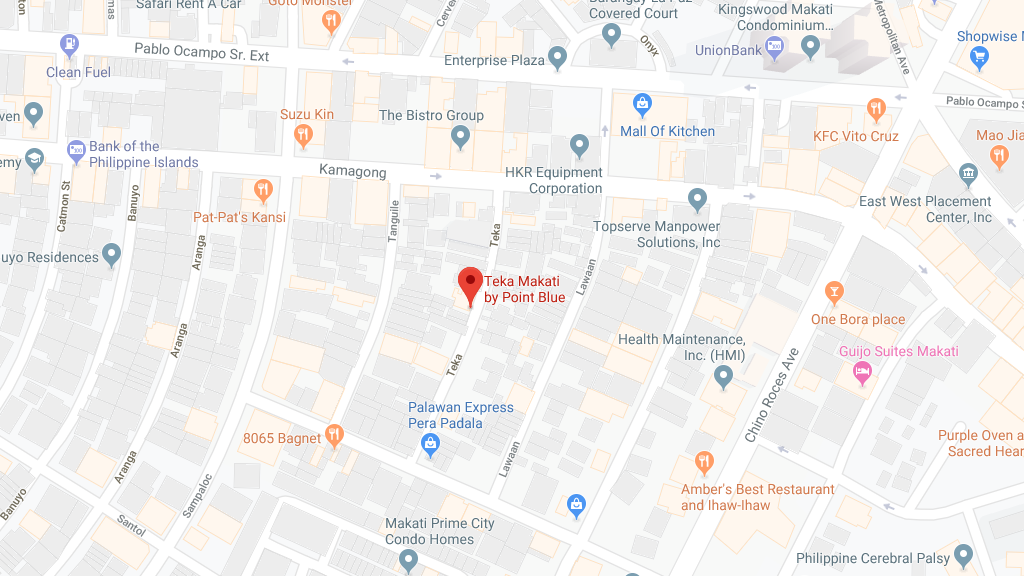 Safari Rent A Car
Goto Monster
Barangay La Paz
Covered Court
Kingswood Makati
Condominium...
Metropolitan Ave
Shopwise
Pablo Ocampo Sr. Ext
Enterprise Plaza
Onyx
UnionBank
Clean Fuel
Pablo Ocampo S
Suzu Kin
The Bistro Group
Mall Of Kitchen
KFC Vito Cruz
Mao Jia
Bank of the
Philippine Islands
Kamagong
HKR Equipment
Corporation
East West Placement
Center, Inc
Catmon St
Banuyo
Pat-Pat's Kansi
Tanguile
Teka
Topserve Manpower
Solutions, Inc
Aranga
uyo Residences
Lawaan
Teka Makati
by Point Blue
One Bora place
Aranga
Health Maintenance,
Inc. (HMI)
Guijo Suites Makati
Teka
Chino Roces Ave
Palawan Express
Pera Padala
8065 Bagnet
Purple Oven a
Sacred Hear
Lawaan
Aranga
Sampaloc
Banuyo
Santol
Amber's Best Restaurant
and Ihaw-Ihaw
Makati Prime City
Condo Homes
Philippine Cerebral Palsy